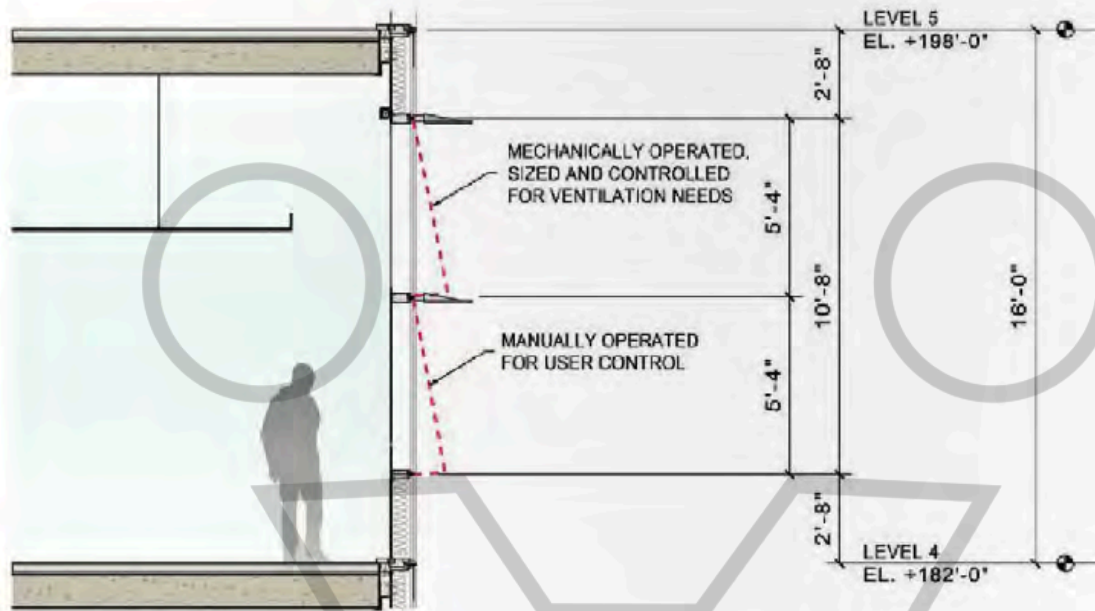 LEVEL 5
EL. +198'-0"
2'-8"
MECHANICALLY OPERATED,
SIZED AND CONTROLLED
FOR VENTILATION NEEDS
5'-4"
10'-8"
16'-0"
MANUALLY OPERATED
FOR USER CONTROL
5'-4"
2'-8"
LEVEL 4
EL. +182'-0"